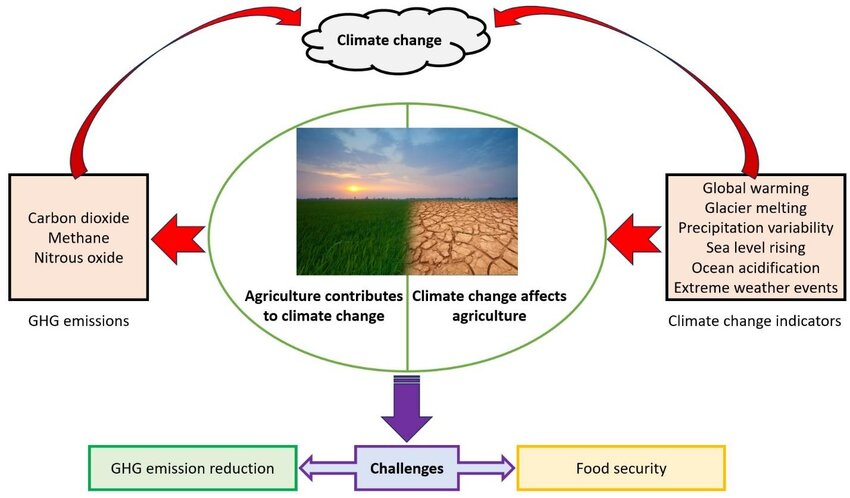 Climate change
Carbon dioxide
Methane
Nitrous oxide
GHG emissions
Agriculture contributes
to climate change
Climate change affects
agriculture
Global warming
Glacier melting
Precipitation variability
Sea level rising
Ocean acidification
Extreme weather events
Climate change indicators
GHG emission reduction
Challenges
Food security